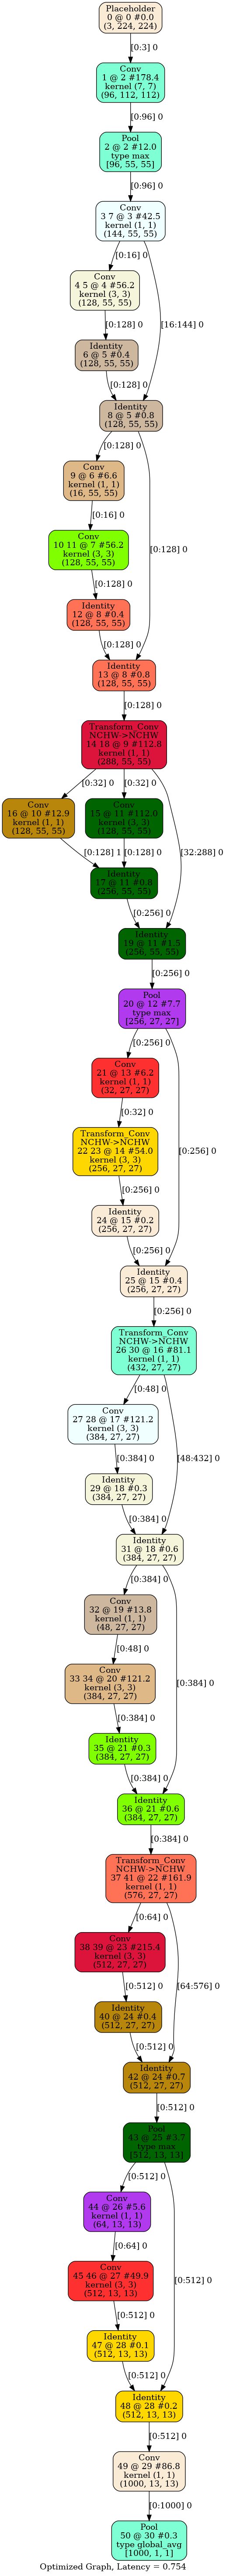 Placeholder
0 @ 0 #0.0
(3, 224, 224)
[0:3] 0
Conv
1 @ 2 #178.4
kernel (7, 7)
(96, 112, 112)
[0:96] 0
Pool
2 @ 2 #12.0
type max
[96, 55, 55]
[0:96] 0
Conv
3 7 @ 3 #42.5
kernel (1, 1)
(144, 55, 55)
[0:16] 0
Conv
4 5 @ 4 #56.2
kernel (3, 3)
(128, 55, 55)
[16:144] 0
[0:128] 0
Identity
6 @ 5 #0.4
(128, 55, 55)
[0:128] 0
Identity
8 @ 5 #0.8
(128, 55, 55)
[0:128] 0
Conv
9 @ 6 #6.6
kernel (1, 1)
(16, 55, 55)
[0:16] 0
Conv
10 11 @ 7 #56.2
kernel (3, 3)
(128, 55, 55)
[0:128] 0
[0:128] 0
Identity
12 @ 8 #0.4
(128, 55, 55)
[0:128] 0
Identity
13 @ 8 #0.8
(128, 55, 55)
[0:128] 0
Transform_Conv
NCHW->NCHW
14 18 @ 9 #112.8
kernel (1, 1)
(288, 55, 55)
[0:32] 0
[0:32] 0
Conv
16 @ 10 #12.9
kernel (1, 1)
(128, 55, 55)
Conv
15 @ 11 #112.0
kernel (3, 3)
(128, 55, 55)
[0:128] 1
[0:128] 0
[32:288] 0
Identity
17 @ 11 #0.8
(256, 55, 55)
[0:256] 0
Identity
19 @ 11 #1.5
(256, 55, 55)
[0:256] 0
Pool
20 @ 12 #7.7
type max
[256, 27, 27]
[0:256] 0
Conv
21 @ 13 #6.2
kernel (1, 1)
(32, 27, 27)
[0:32] 0
Transform_Conv
NCHW->NCHW
22 23 @ 14 #54.0
kernel (3, 3)
(256, 27, 27)
[0:256] 0
[0:256] 0
Identity
24 @ 15 #0.2
(256, 27, 27)
[0:256] 0
Identity
25 @ 15 #0.4
(256, 27, 27)
[0:256] 0
Transform_Conv
NCHW->NCHW
26 30 @ 16 #81.1
kernel (1, 1)
(432, 27, 27)
[0:48] 0
Conv
27 28 @ 17 #121.2
kernel (3, 3)
(384, 27, 27)
[48:432] 0
[0:384] 0
Identity
29 @ 18 #0.3
(384, 27, 27)
[0:384] 0
Identity
31 @ 18 #0.6
(384, 27, 27)
[0:384] 0
Conv
32 @ 19 #13.8
kernel (1, 1)
(48, 27, 27)
[0:48] 0
Conv
33 34 @ 20 #121.2
kernel (3, 3)
(384, 27, 27)
[0:384] 0
[0:384] 0
Identity
35 @ 21 #0.3
(384, 27, 27)
[0:384] 0
Identity
36 @ 21 #0.6
(384, 27, 27)
[0:384] 0
Transform_Conv
NCHW->NCHW
37 41 @ 22 #161.9
kernel (1, 1)
(576, 27, 27)
[0:64] 0
Conv
38 39 @ 23 #215.4
kernel (3, 3)
(512, 27, 27)
[64:576] 0
[0:512] 0
Identity
40 @ 24 #0.4
(512, 27, 27)
[0:512] 0
Identity
42 @ 24 #0.7
(512, 27, 27)
[0:512] 0
Pool
43 @ 25 #3.7
type max
[512, 13, 13]
[0:512] 0
Conv
44 @ 26 #5.6
kernel (1, 1)
(64, 13, 13)
[0:64] 0
Conv
45 46 @ 27 #49.9
kernel (3, 3)
(512, 13, 13)
[0:512] 0
[0:512] 0
Identity
47 @ 28 #0.1
(512, 13, 13)
[0:512] 0
Identity
48 @ 28 #0.2
(512, 13, 13)
[0:512] 0
Conv
49 @ 29 #86.8
kernel (1, 1)
(1000, 13, 13)
[0:1000] 0
Pool
50 @ 30 #0.3
type global_avg
[1000, 1, 1]
Optimized Graph, Latency = 0.754